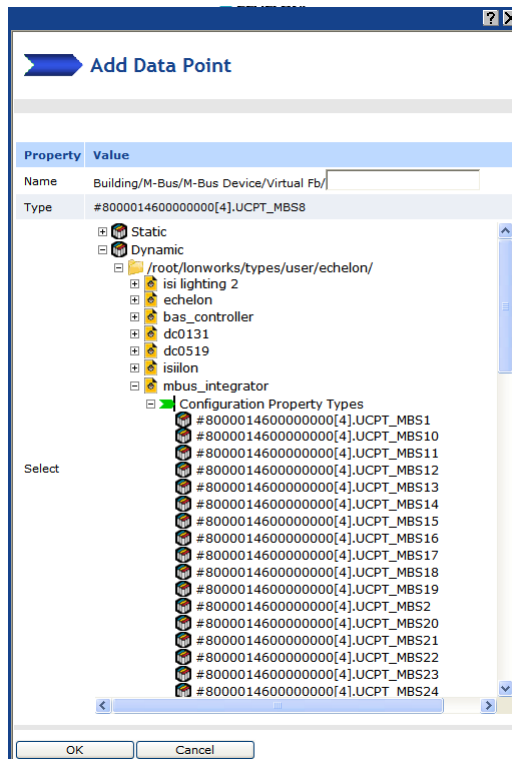 Add Data Point
Property Value
Name Building/M-Bus/M-Bus Device/Virtual Fb/
Type #8000014600000000[4].UCPT_MBS8
Static
Dynamic
/root/lonworks/types/user/echelon/
isi lighting 2
echelon
bas_controller
dc0131
dc0519
isiilon
mbus_integrator
Configuration Property Types
#8000014600000000[4].UCPT_MBS1
#8000014600000000[4].UCPT_MBS10
#8000014600000000[4].UCPT_MBS11
#8000014600000000[4].UCPT_MBS12
Select
#8000014600000000[4].UCPT_MBS13
#8000014600000000[4].UCPT_MBS14
#8000014600000000[4].UCPT_MBS15
#8000014600000000[4].UCPT_MBS16
#8000014600000000[4].UCPT_MBS17
#8000014600000000[4].UCPT_MBS18
#8000014600000000[4].UCPT_MBS19
#8000014600000000[4].UCPT_MBS2
#8000014600000000[4].UCPT_MBS20
#8000014600000000[4].UCPT_MBS21
#8000014600000000[4].UCPT_MBS22
#8000014600000000[4].UCPT_MBS23
#8000014600000000[4].UCPT_MBS24
OK Cancel